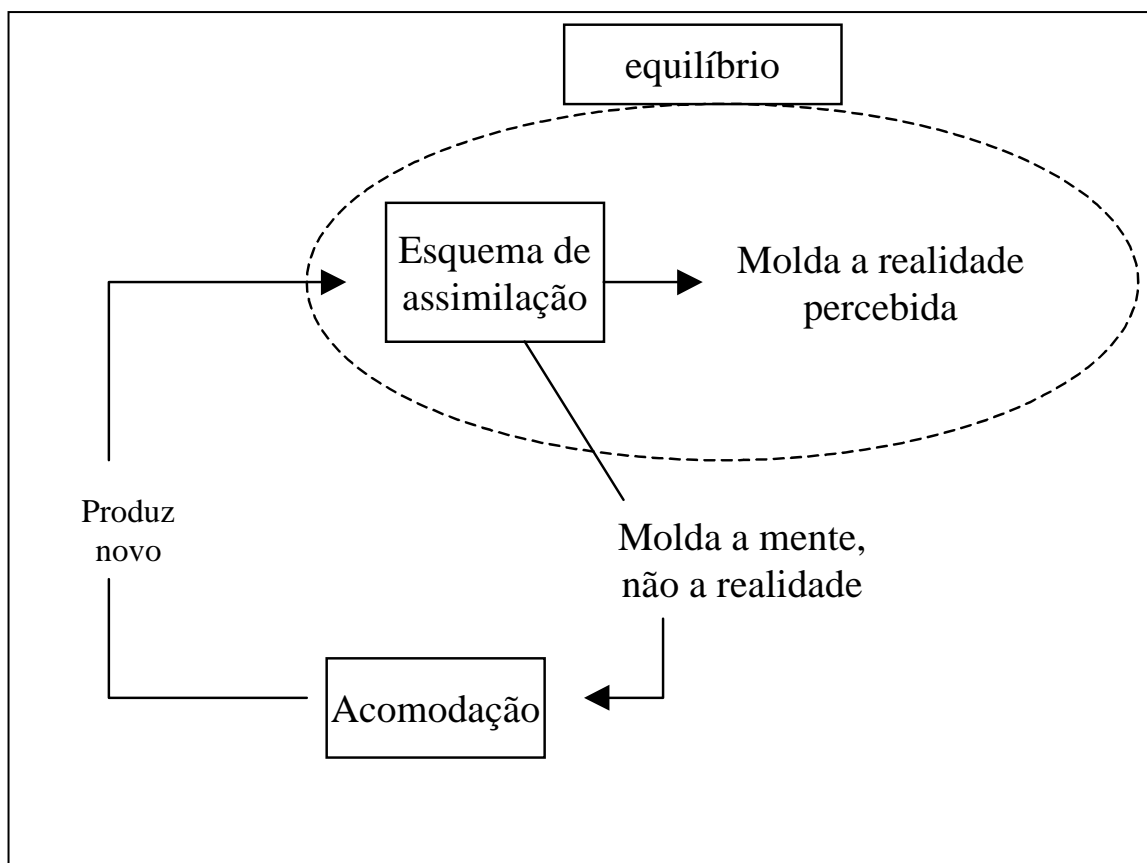 equilíbrio
Esquema de
assimilação
Molda a realidade
percebida
Produz
novo
Molda a mente,
não a realidade
Acomodação